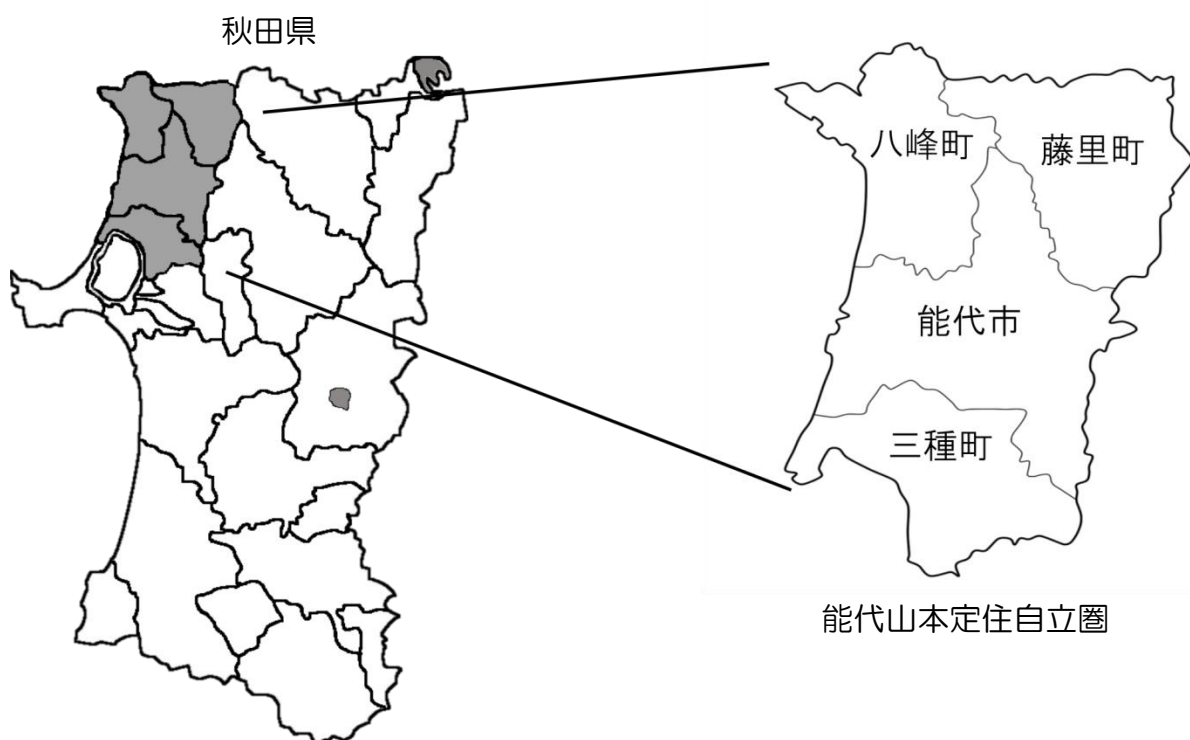 秋田県
八峰町
藤里町
能代市
三種町
能代山本定住自立圏